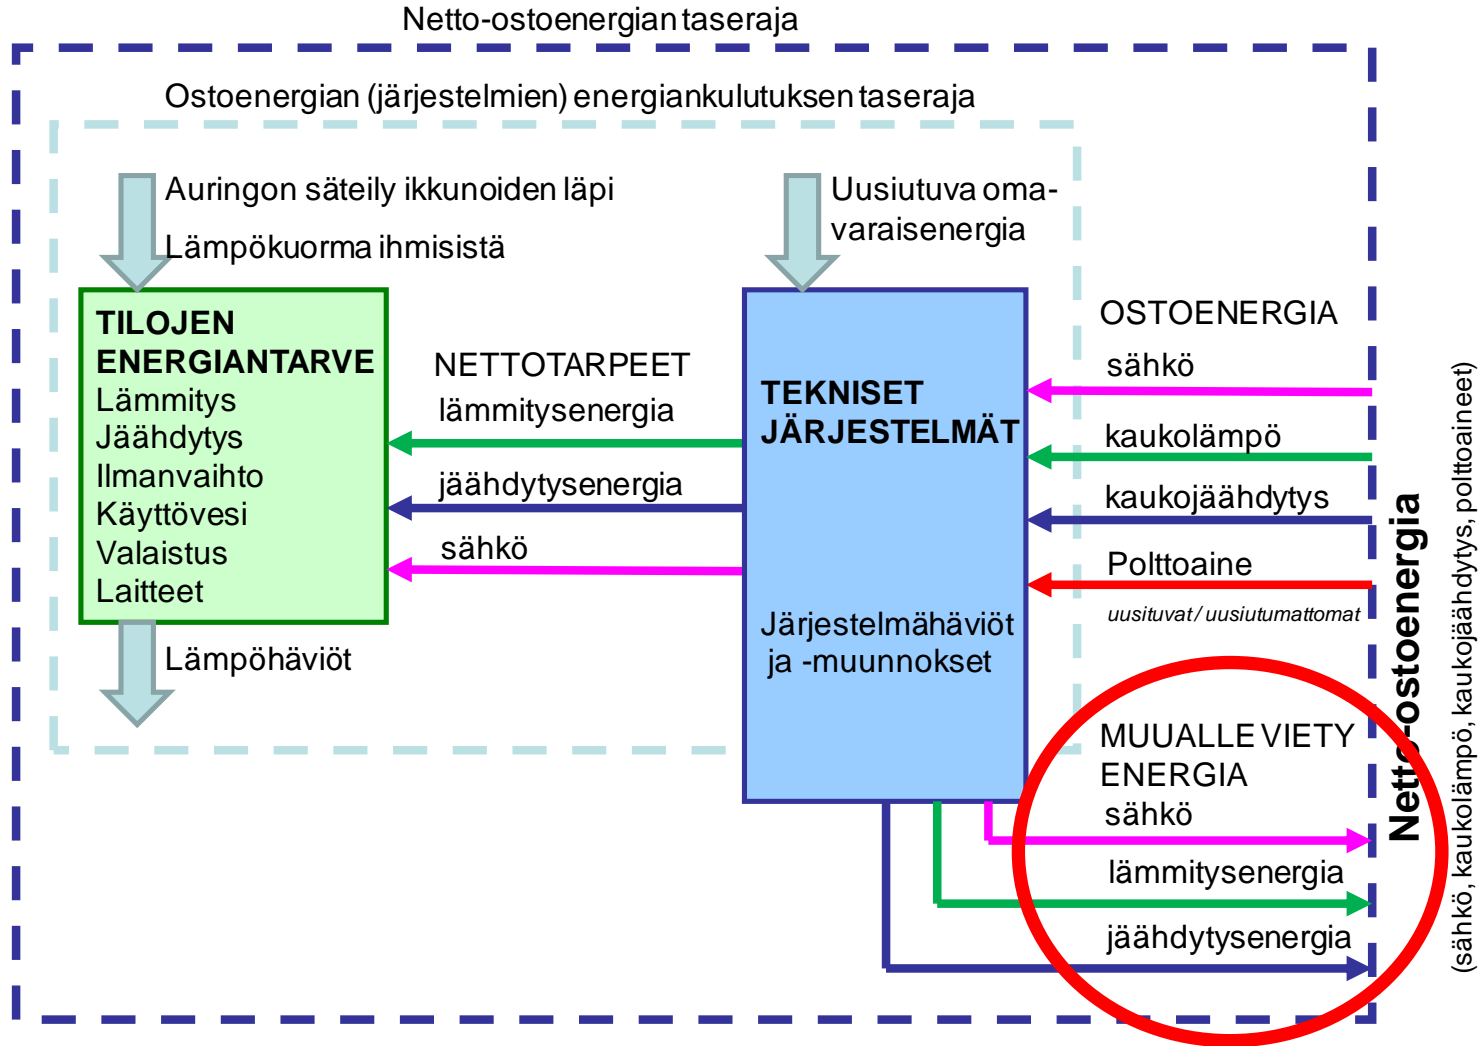 Netto-ostoenergian taseraja
Ostoenergian (järjestelmien) energiankulutuksen taseraja
Auringon säteily ikkunoiden läpi
Lämpökuorma ihmisistä
Uusiutuva oma-
varaisenergia
TILOJEN
ENERGIANTARVE
Lämmitys
Jäähdytys
Ilmanvaihto
Käyttövesi
Valaistus
Laitteet
Lämpöhäviöt
NETTOTARPEET
lämmitysenergia
jäähdytysenergia
sähkö
TEKNISET
JÄRJESTELMÄT
Järjestelmähäviöt
ja -muunnokset
OSTOENERGIA
sähkö
kaukolämpö
kaukojäähdytys
Polttoaine
uusituvat / uusiutumattomat
MUUALLE VIETY
ENERGIA
sähkö
lämmitysenergia
jäähdytysenergia
Netto-ostoenergia
(sähkö, kaukolämpö, kaukojäähdytys, polttoaineet)